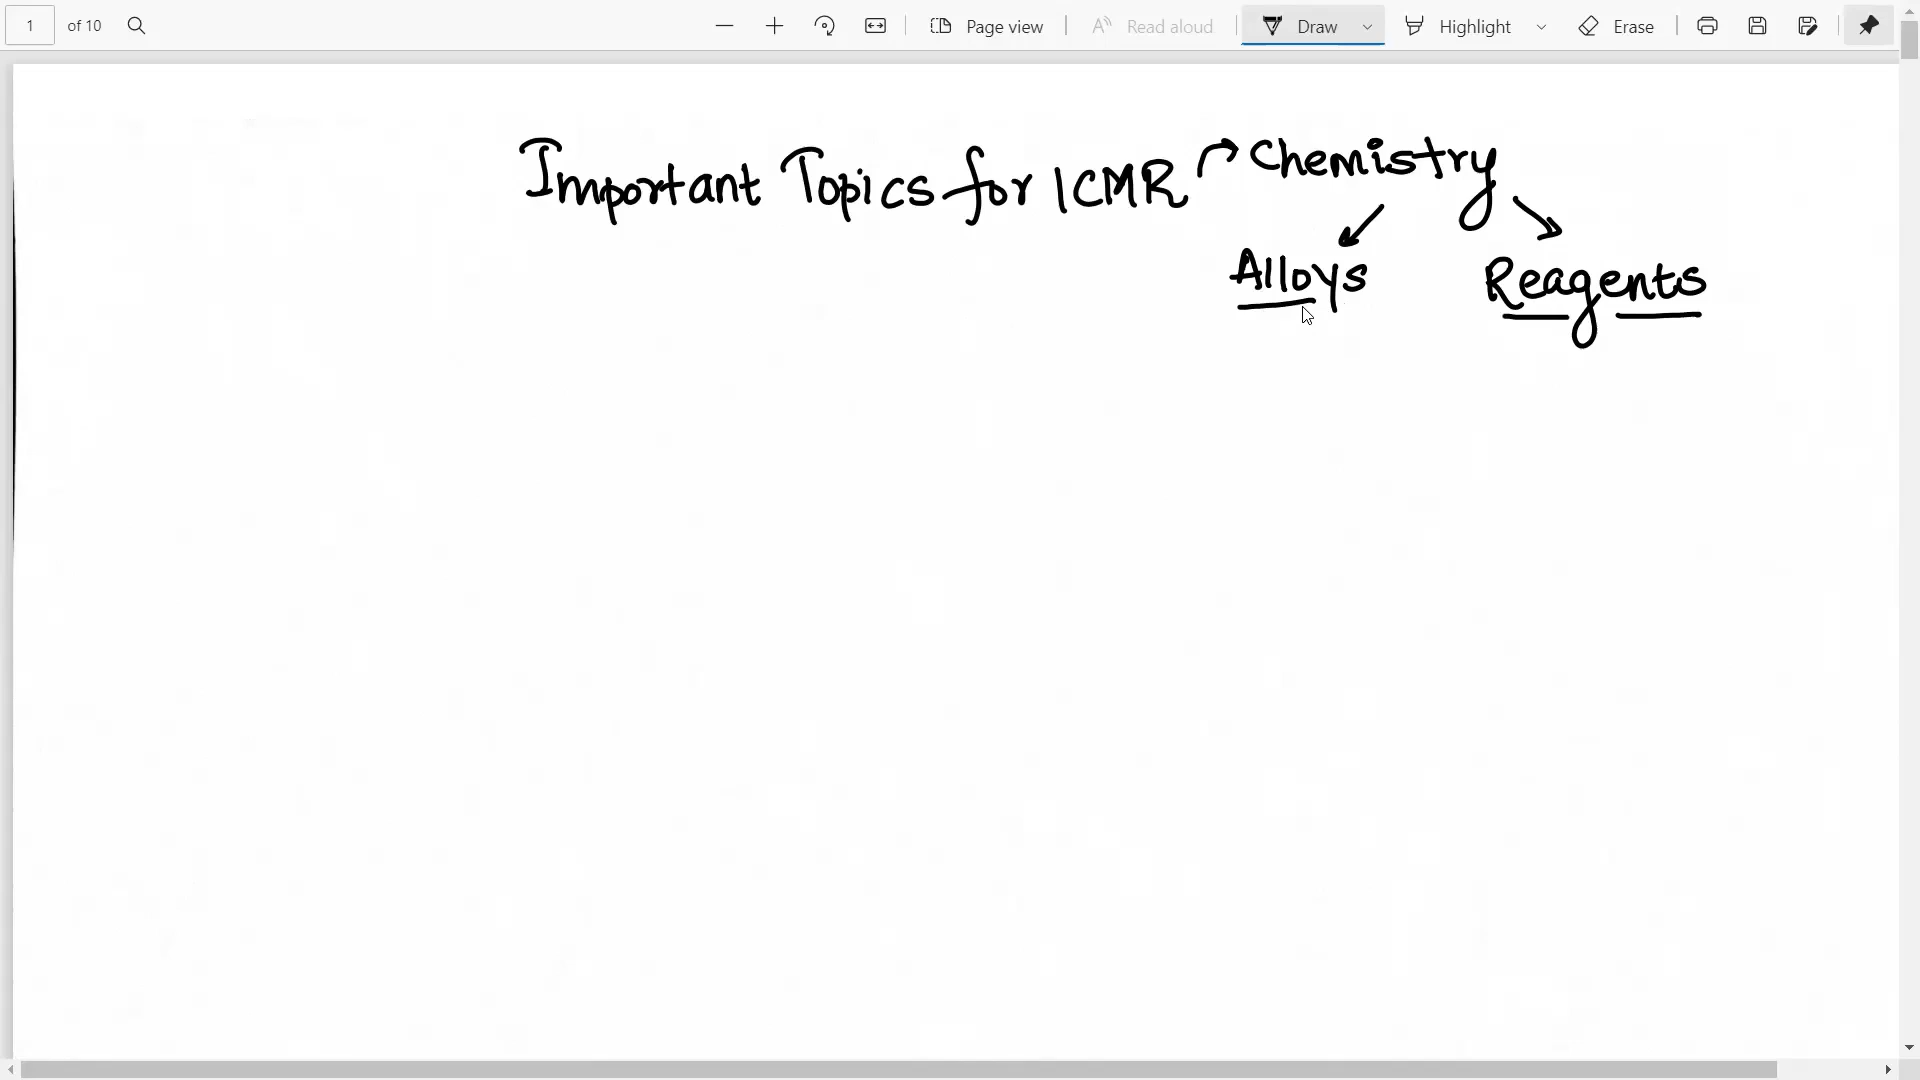 1 of 10 Page view Read aloud Draw Highlight Erase
Important Topics for ICMR Chemistry
Alloys Reagents